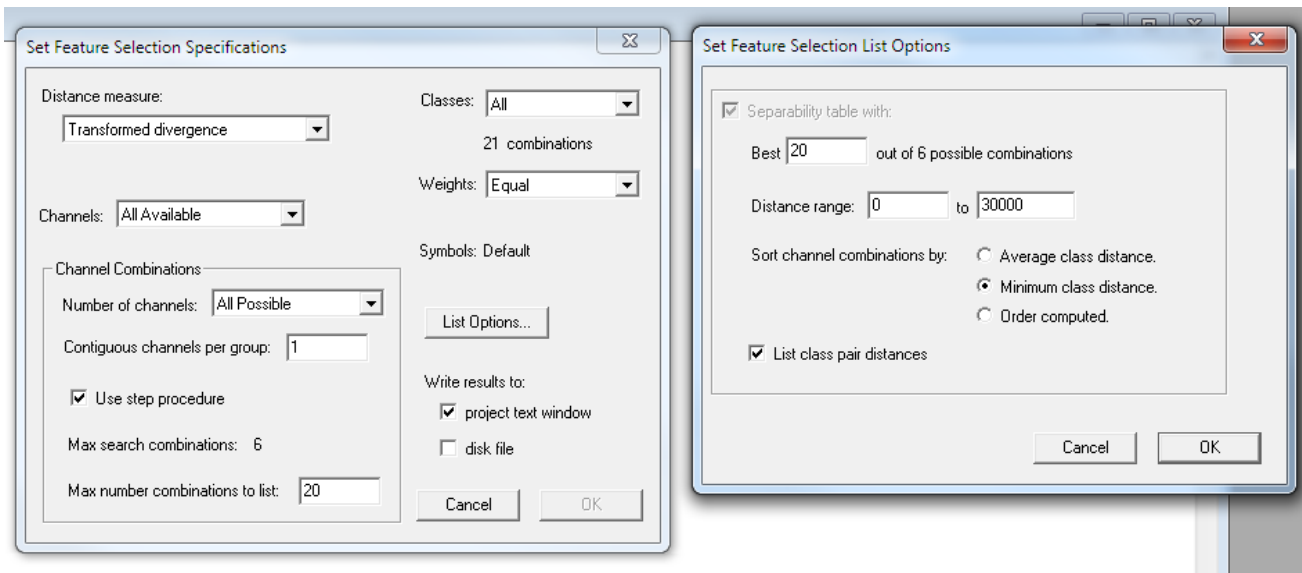 Set Feature Selection Specifications
Distance measure:
Transformed divergence
Classes: All
21 combinations
Weights: Equal
Channels: All Available
Symbols: Default
Channel Combinations
Number of channels: All Possible
Contiguous channels per group: 1
Use step procedure
Max search combinations: 6
Max number combinations to list: 20
List Options...
Write results to:
project text window
disk file
Cancel OK
Set Feature Selection List Options
Separability table with:
Best 20 out of 6 possible combinations
Distance range: 0 to 30000
Sort channel combinations by: Average class distance.
Minimum class distance.
Order computed.
List class pair distances
Cancel OK